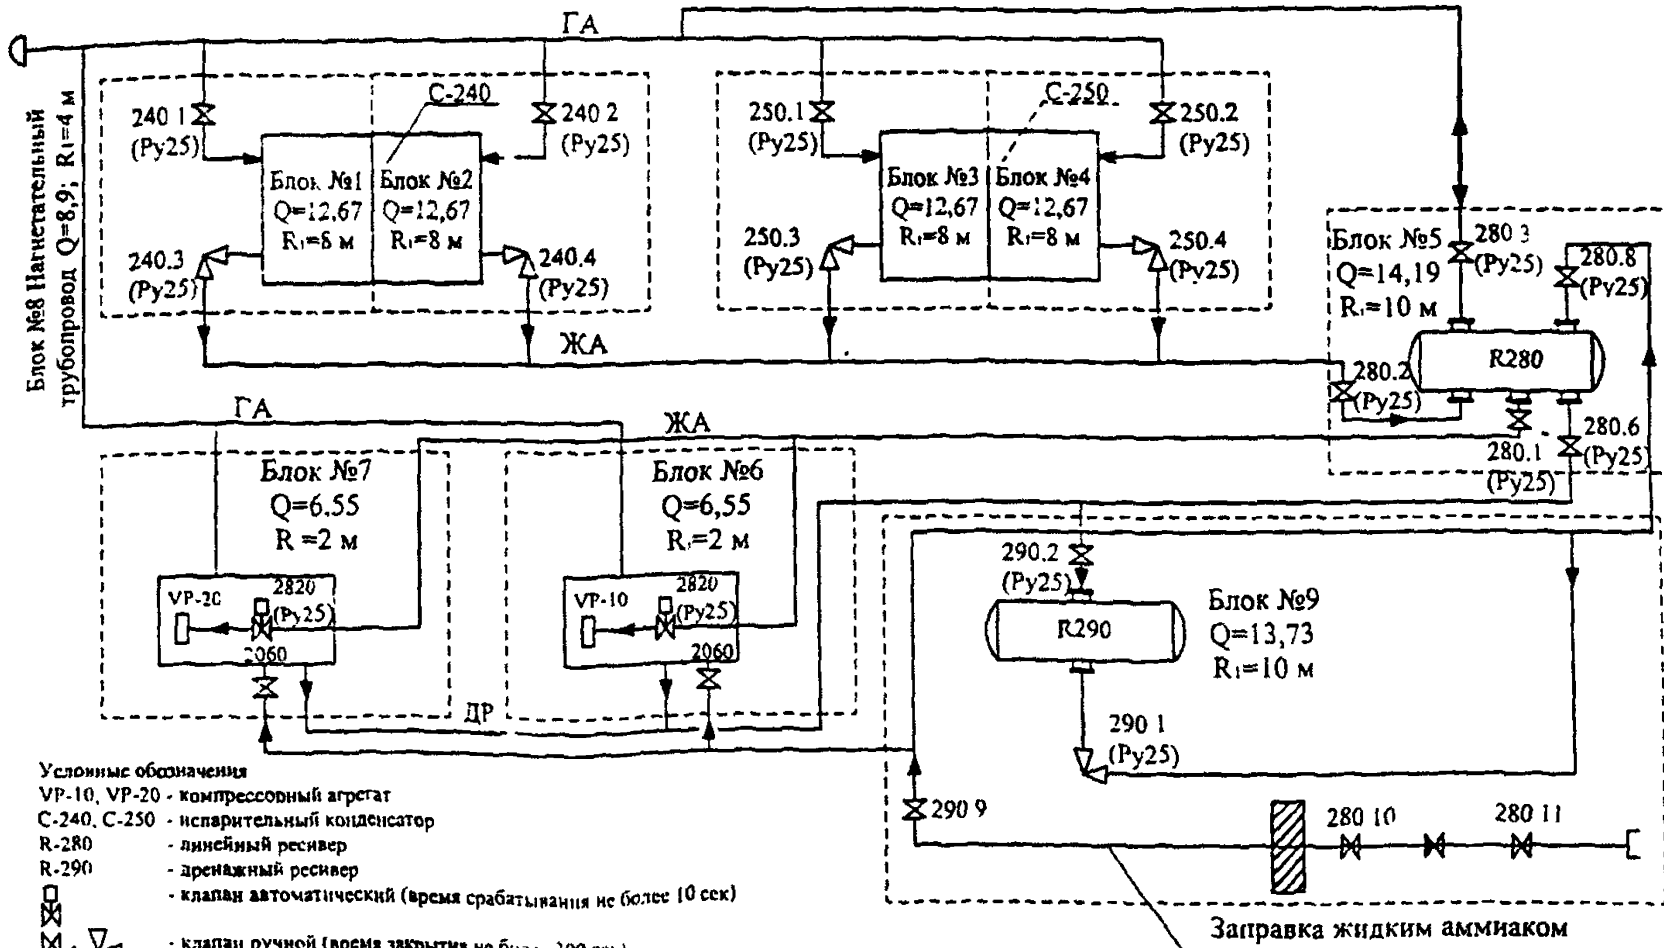 ГА
Блок №8 Нагнетательный
трубопровод Q=8,9; R₁=4 м
240 1
(Ру25)
С-240
240 2
(Ру25)
250.1
(Ру25)
С-250
250.2
(Ру25)
Блок №1
Q=12,67
R₁=8 м
Блок №2
Q=12,67
R₁=8 м
Блок №3
Q=12,67
R₁=8 м
Блок №4
Q=12,67
R₁=8 м
240.3
(Ру25)
240.4
(Ру25)
250.3
(Ру25)
250.4
(Ру25)
Блок №5
Q=14,19
R₁=10 м
280 3
(Ру25)
280.8
(Ру25)
R280
ЖА
280.2
(Ру25)
ГА
ЖА
280.1
(Ру25)
280.6
(Ру25)
Блок №7
Q=6.55
R =2 м
Блок №6
Q=6,55
R₁=2 м
VP-20
2820
(Ру25)
2060
VP-10
2820
(Ру25)
2060
290.2
(Ру25)
R290
Блок №9
Q=13,73
R₁=10 м
ДР
290 1
(Ру25)
290 9
280 10
280 11
Заправка жидким аммиаком
Условные обозначения
VP-10, VP-20 - компрессорный агрегат
С-240, С-250 - испарительный конденсатор
R-280 - линейный ресивер
R-290 - дренажный ресивер
- клапан автоматический (время срабатывания не более 10 сек)
- клапан ручной (время закрытия не